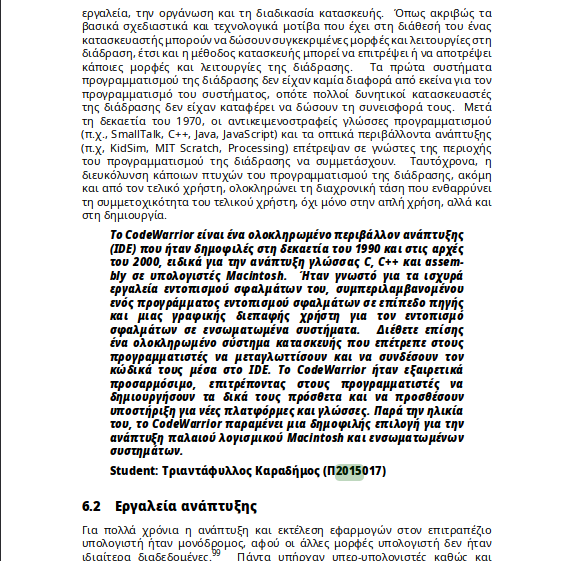 εργαλεία, την οργάνωση και τη διαδικασία κατασκευής. Όπως ακριβώς τα
βασικά σχεδιαστικά και τεχνολογικά μοτίβα που έχει στη διάθεσή του ένας
κατασκευαστής μπορούν να δώσουν συγκεκριμένες μορφές και λειτουργίες στη
διάδραση, έτσι και η μέθοδος κατασκευής μπορεί να επιτρέψει ή να αποτρέψει
κάποιες μορφές και λειτουργίες της διάδρασης. Τα πρώτα συστήματα
προγραμματισμού της διάδρασης δεν είχαν καμία διαφορά από εκείνα για τον
προγραμματισμό του συστήματος, οπότε πολλοί δυνητικοί κατασκευαστές
της διάδρασης δεν είχαν καταφέρει να δώσουν τη συνεισφορά τους. Μετά
τη δεκαετία του 1970, οι αντικειμενοστραφείς γλώσσες προγραμματισμού
(π.χ., SmallTalk, C++, Java, JavaScript) και τα οπτικά περιβάλλοντα ανάπτυξης
(π.χ, KidSim, MIT Scratch, Processing) επέτρεψαν σε γνώστες της περιοχής
του προγραμματισμού της διάδρασης να συμμετάσχουν. Ταυτόχρονα, η
διευκόλυνση κάποιων πτυχών του προγραμματισμού της διάδρασης, ακόμη
και από τον τελικό χρήστη, ολοκληρώνει τη διαχρονική τάση που ενθαρρύνει
τη συμμετοχικότητα του τελικού χρήστη, όχι μόνο στην απλή χρήση, αλλά και
στη δημιουργία.
Το CodeWarrior είναι ένα ολοκληρωμένο περιβάλλον ανάπτυξης
(IDE) που ήταν δημοφιλές στη δεκαετία του 1990 και στις αρχές
του 2000, ειδικά για την ανάπτυξη γλώσσας C, C++ και assem-
bly σε υπολογιστές Macintosh. Ήταν γνωστό για τα ισχυρά
εργαλεία εντοπισμού σφαλμάτων του, συμπεριλαμβανομένου
ενός προγράμματος εντοπισμού σφαλμάτων σε επίπεδο πηγής
και μιας γραφικής διεπαφής χρήστη για τον εντοπισμό
σφαλμάτων σε ενσωματωμένα συστήματα. Διέθετε επίσης
ένα ολοκληρωμένο σύστημα κατασκευής που επέτρεπε στους
προγραμματιστές να μεταγλωττίσουν και να συνδέσουν τον
κώδικά τους μέσα στο IDE. Το CodeWarrior ήταν εξαιρετικά
προσαρμόσιμο, επιτρέποντας στους προγραμματιστές να
δημιουργήσουν τα δικά τους πρόσθετα και να προσθέσουν
υποστήριξη για νέες πλατφόρμες και γλώσσες. Παρά την ηλικία
του, το CodeWarrior παραμένει μια δημοφιλής επιλογή για την
ανάπτυξη παλαιού λογισμικού Macintosh και ενσωματωμένων
συστημάτων.
Student: Τριαντάφυλλος Καραδήμος (Π2015017)
6.2 Εργαλεία ανάπτυξης
Για πολλά χρόνια η ανάπτυξη και εκτέλεση εφαρμογών στον επιτραπέζιο
υπολογιστή ήταν μονόδρομος, αφού οι άλλες μορφές υπολογιστή δεν ήταν
ιδιαίτερα διαδεδομένες.99 Πάντα υπήρχαν υπερ-υπολογιστές καθώς και